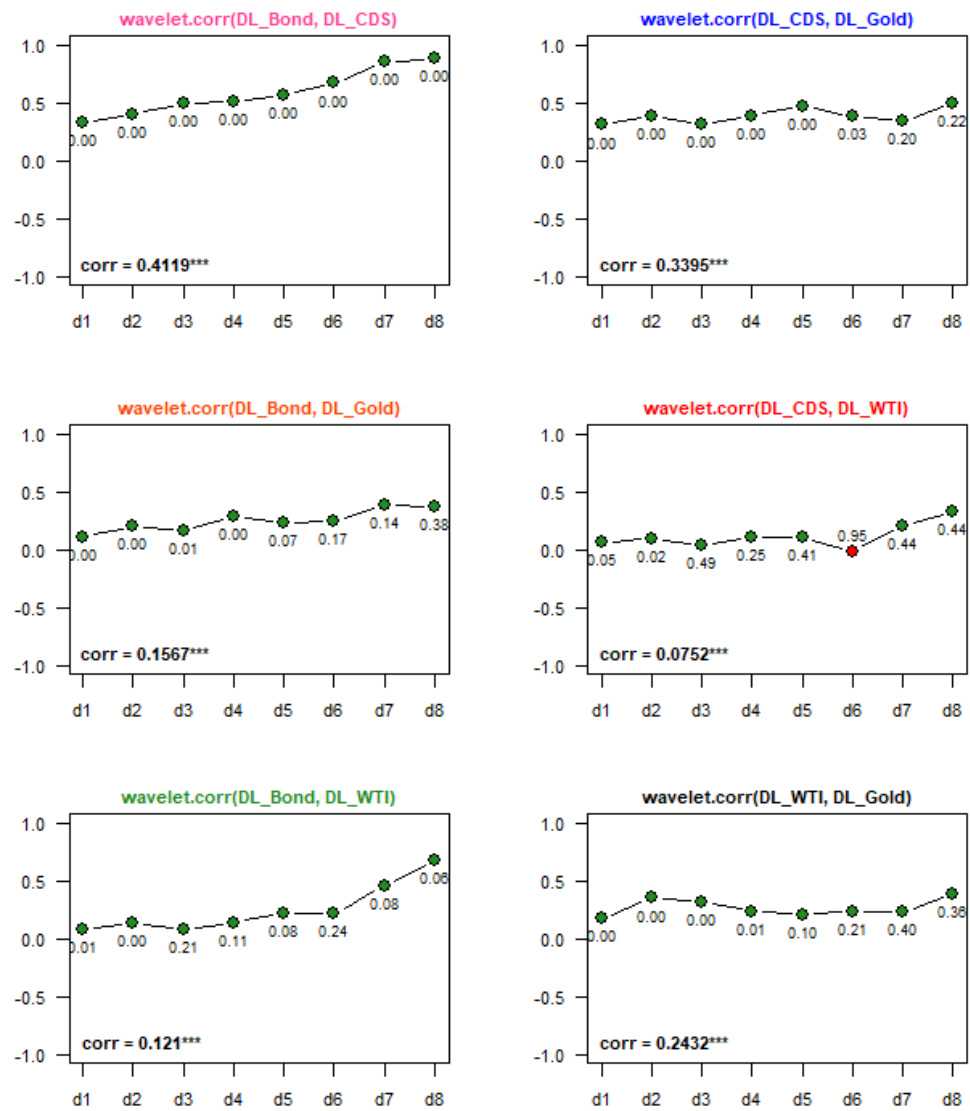 wavelet.corr(DL_Bond, DL_CDS)
1.0
0.5
0.0
-0.5
-1.0
0.00 0.00 0.00 0.00 0.00 0.00 0.00 0.00
corr = 0.4119***
d1 d2 d3 d4 d5 d6 d7 d8
wavelet.corr(DL_CDS, DL_Gold)
1.0
0.5
0.0
-0.5
-1.0
0.00 0.00 0.00 0.00 0.00 0.03 0.20 0.22
corr = 0.3395***
d1 d2 d3 d4 d5 d6 d7 d8
wavelet.corr(DL_Bond, DL_Gold)
1.0
0.5
0.0
-0.5
-1.0
0.00 0.00 0.01 0.00 0.07 0.17 0.14 0.38
corr = 0.1567***
d1 d2 d3 d4 d5 d6 d7 d8
wavelet.corr(DL_CDS, DL_WTI)
1.0
0.5
0.0
-0.5
-1.0
0.05 0.02 0.49 0.25 0.41 0.95 0.44 0.44
corr = 0.0752***
d1 d2 d3 d4 d5 d6 d7 d8
wavelet.corr(DL_Bond, DL_WTI)
1.0
0.5
0.0
-0.5
-1.0
0.01 0.00 0.21 0.11 0.08 0.24 0.08 0.06
corr = 0.121***
d1 d2 d3 d4 d5 d6 d7 d8
wavelet.corr(DL_WTI, DL_Gold)
1.0
0.5
0.0
-0.5
-1.0
0.00 0.00 0.00 0.01 0.10 0.21 0.40 0.36
corr = 0.2432***
d1 d2 d3 d4 d5 d6 d7 d8